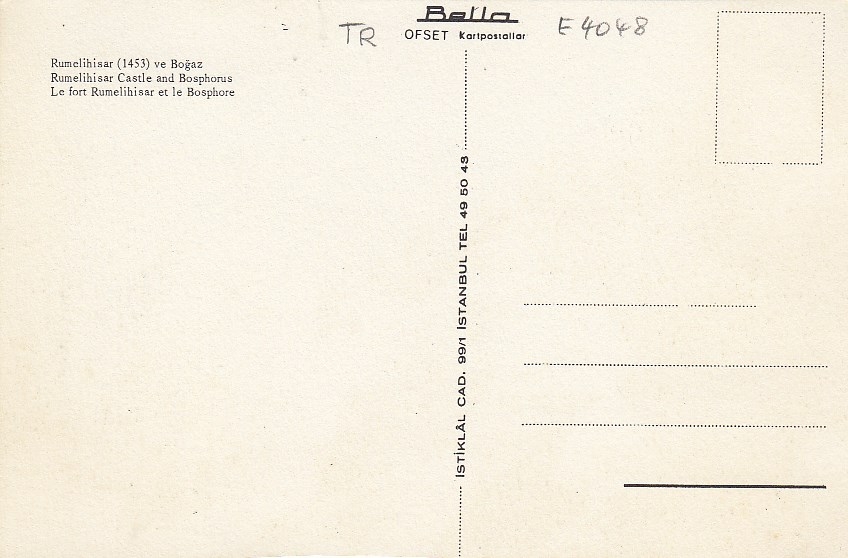 Bella
OFSET Kartpostallar
TR
E 4048
Rumelihisar (1453) ve Boğaz
Rumelihisar Castle and Bosphorus
Le fort Rumelihisar et le Bosphore
İSTİKLÂL CAD. 99/1 İSTANBUL TEL 49 50 43